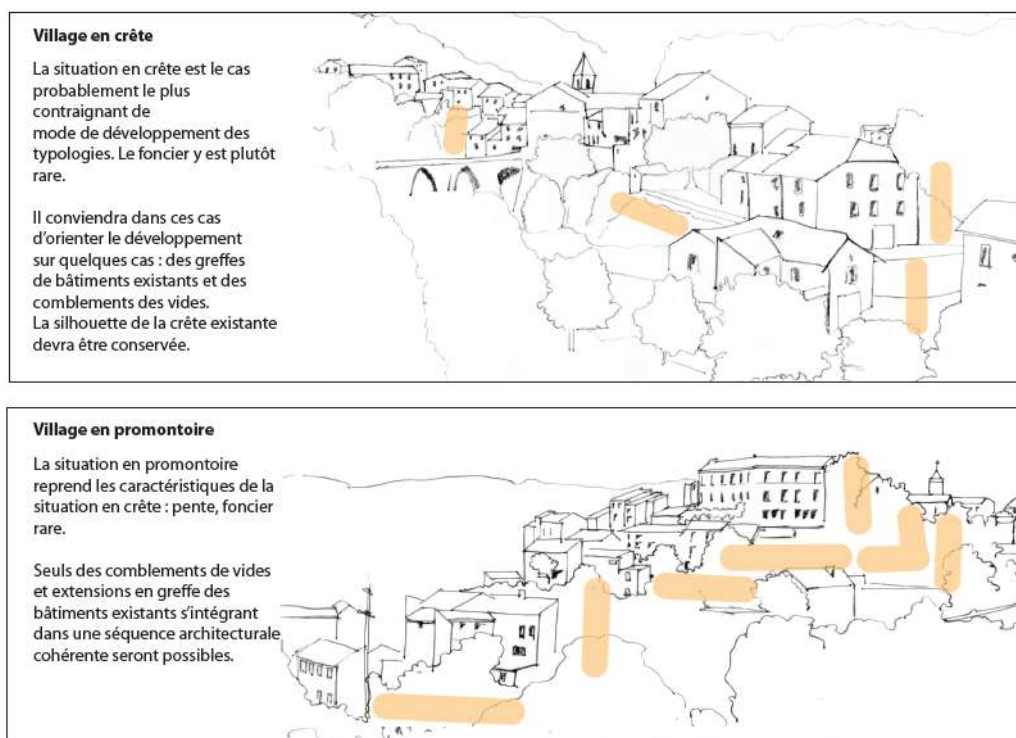 Village en crête
La situation en crête est le cas
probablement le plus
contraignant de
mode de développement des
typologies. Le foncier y est plutôt
rare.
Il conviendra dans ces cas
d'orienter le développement
sur quelques cas : des greffes
de bâtiments existants et des
comblements des vides.
La silhouette de la crête existante
devra être conservée.
Village en promontoire
La situation en promontoire
reprend les caractéristiques de la
situation en crête : pente, foncier
rare.
Seuls des comblements de vides
et extensions en greffe des
bâtiments existants s'intégrant
dans une séquence architecturale
cohérente seront possibles.